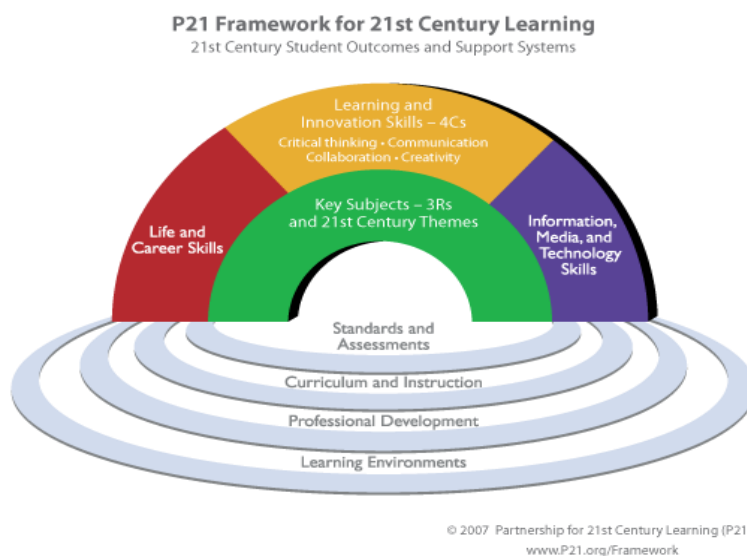 P21 Framework for 21st Century Learning
21st Century Student Outcomes and Support Systems
Learning and
Innovation Skills – 4Cs
Critical thinking • Communication
Collaboration • Creativity
Key Subjects – 3Rs
and 21st Century Themes
Life and
Career Skills
Information,
Media, and
Technology
Skills
Standards and
Assessments
Curriculum and Instruction
Professional Development
Learning Environments
© 2007 Partnership for 21st Century Learning (P21
www.P21.org/Framework